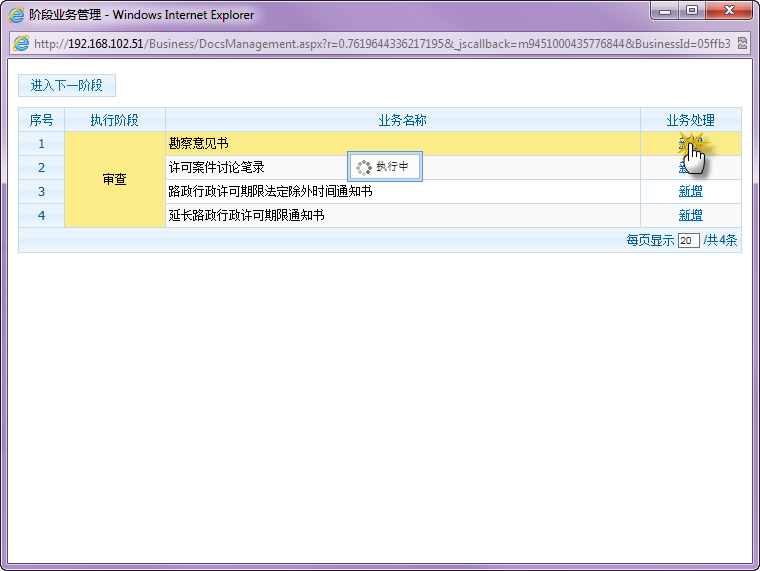 阶段业务管理 - Windows Internet Explorer
http://192.168.102.51/Business/DocsManagement.aspx?r=0.7619644336217195&_jscallback=m9451000435776844&BusinessId=05ffb3
进入下一阶段
序号 执行阶段 业务名称 业务处理
1 勘察意见书
2 许可案件讨论笔录
审查
执行中
3 路政行政许可期限法定除外时间通知书 新增
4 延长路政行政许可期限通知书 新增
每页显示 20 /共4条